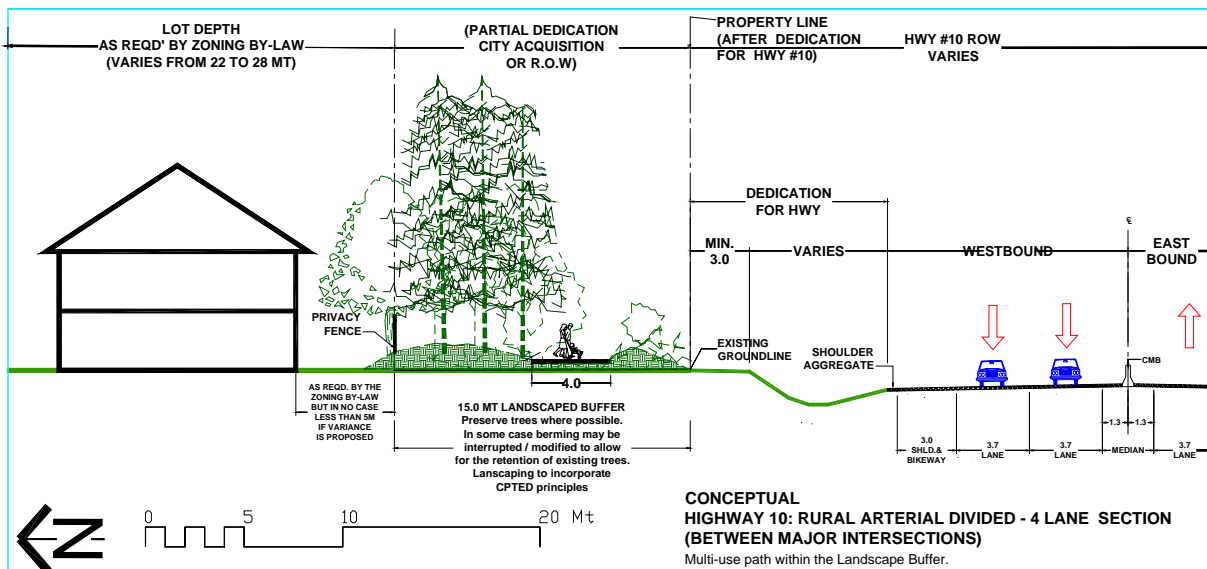 LOT DEPTH
AS REQD' BY ZONING BY-LAW
(VARIES FROM 22 TO 28 MT)
(PARTIAL DEDICATION
CITY ACQUISITION
OR R.O.W)
PROPERTY LINE
(AFTER DEDICATION
FOR HWY #10)
HWY #10 ROW
VARIES
DEDICATION
FOR HWY
MIN.
3.0
VARIES
WESTBOUND
EAST
BOUND
PRIVACY
FENCE
EXISTING
GROUNDLINE
SHOULDER
AGGREGATE
CMB
4.0
AS REQD. BY THE
ZONING BY-LAW
BUT IN NO CASE
LESS THAN 5M
IF VARIANCE
IS PROPOSED
15.0 MT LANDSCAPED BUFFER
Preserve trees where possible.
In some case berming may be
interrupted / modified to allow
for the retention of existing trees.
Lanscaping to incorporate
CPTED principles
3.0
SHLD.&
BIKEWAY
3.7
LANE
3.7
LANE
1.3
1.3
MEDIAN
3.7
LANE
N
0 5 10 20 Mt
CONCEPTUAL
HIGHWAY 10: RURAL ARTERIAL DIVIDED - 4 LANE SECTION
(BETWEEN MAJOR INTERSECTIONS)
Multi-use path within the Landscape Buffer.